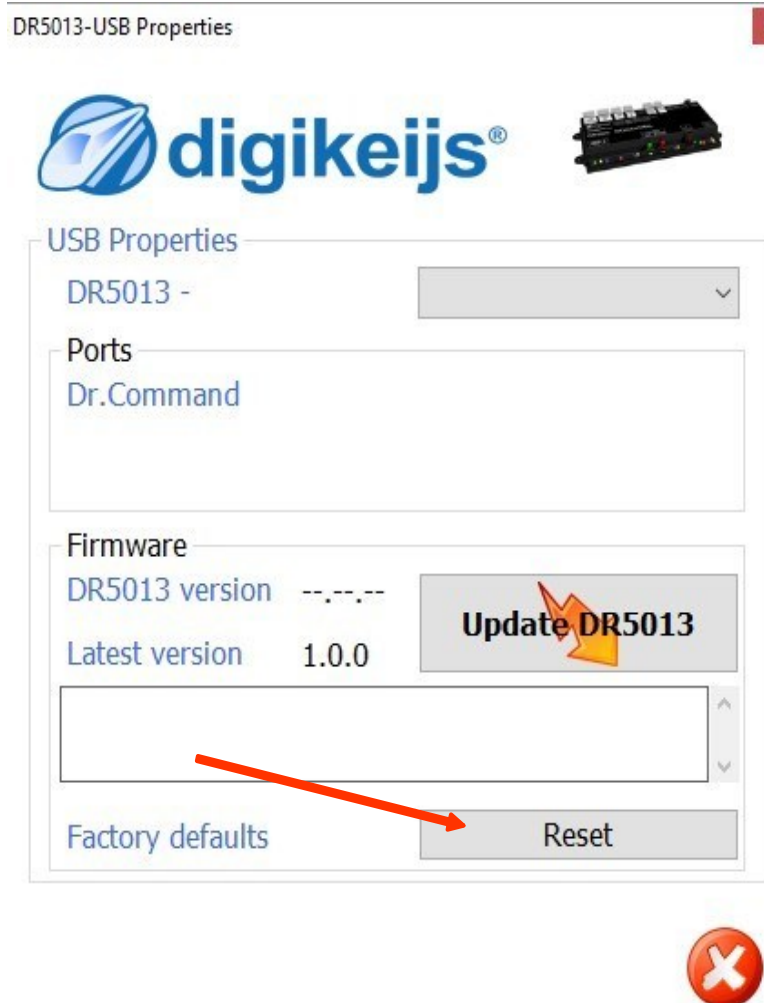 DR5013-USB Properties
digikeijs®
USB Properties
DR5013 -
Ports
Dr.Command
Firmware
DR5013 version --.--.--
Update DR5013
Latest version 1.0.0
Factory defaults Reset